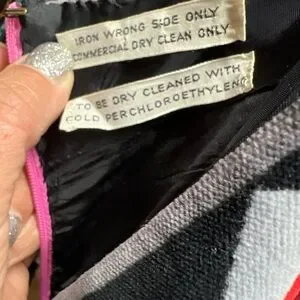 IRON WRONG SIDE ONLY
COMMERCIAL DRY CLEAN ONLY
TO BE DRY CLEANED WITH
COLD PERCHLOROETHYLENE